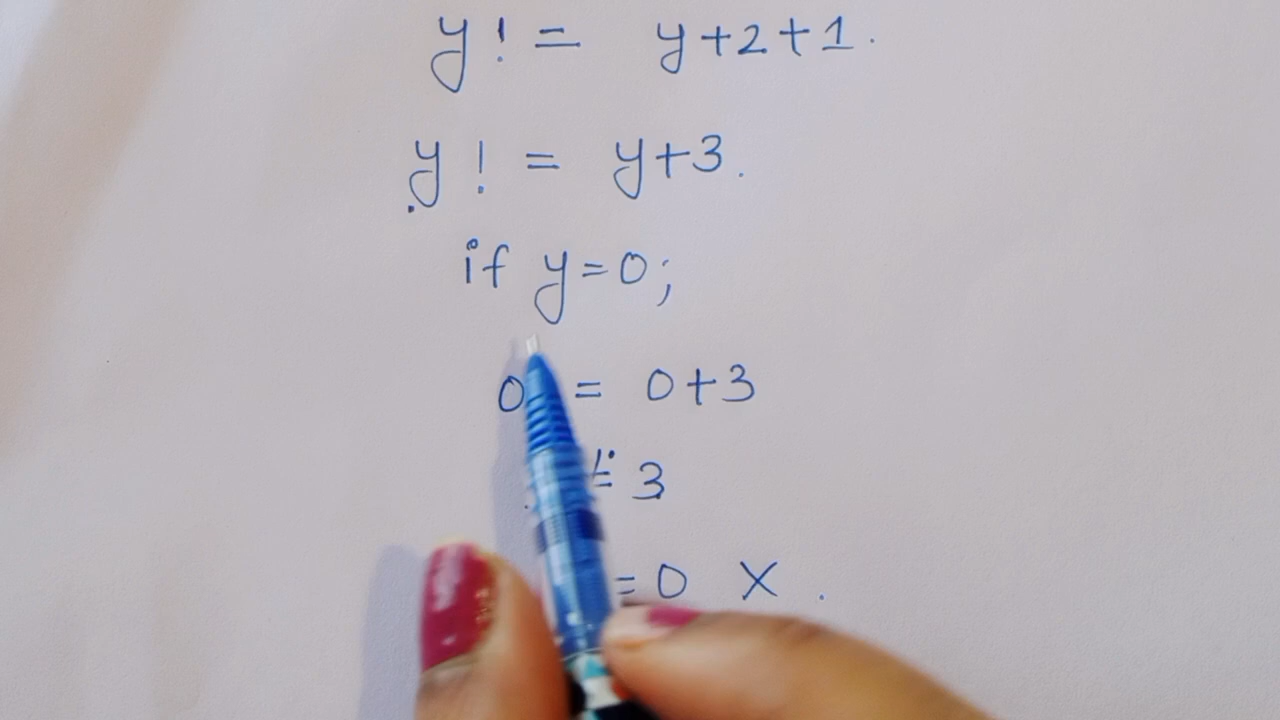 y! = y+2+1.
y! = y+3.
if y=0;
0 = 0+3
≠ 3
=0 X .